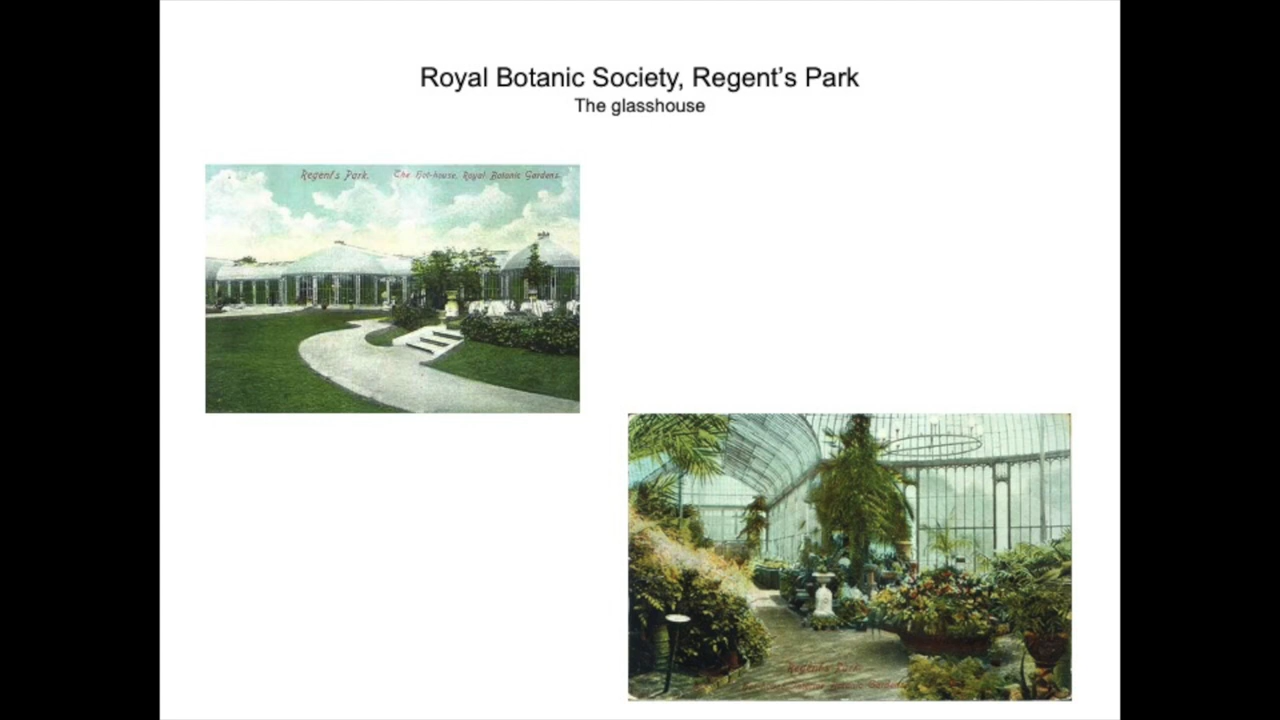 Royal Botanic Society, Regent’s Park
The glasshouse
Regent's Park. The Hot-house, Royal Botanic Gardens.
Regent's Park.